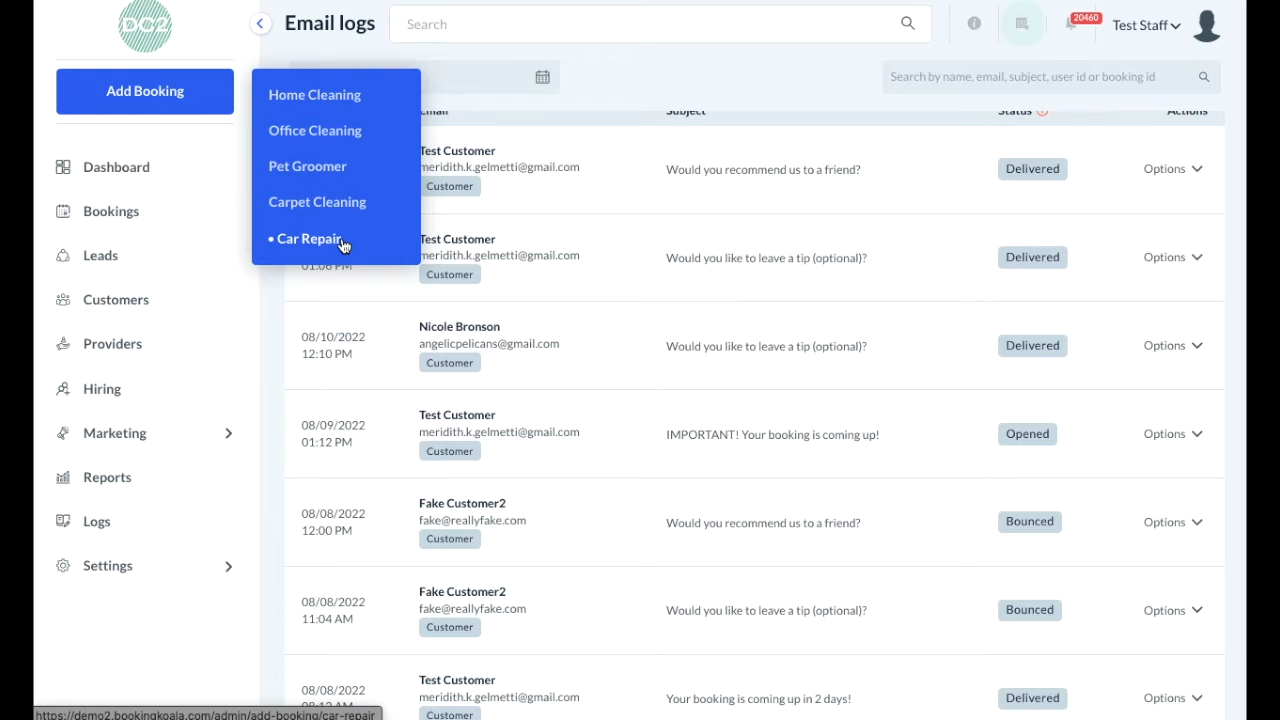 DC2
Email logs
Search
20460
Test Staff
Add Booking
Home Cleaning
Office Cleaning
Pet Groomer
Carpet Cleaning
• Car Repair
Search by name, email, subject, user id or booking id
Dashboard
Bookings
Leads
Customers
Providers
Hiring
Marketing
Reports
Logs
Settings
Email
Subject
Status
Actions
Test Customer
meridith.k.gelmetti@gmail.com
Customer
Would you recommend us to a friend?
Delivered
Options
01:06 PM
Test Customer
meridith.k.gelmetti@gmail.com
Customer
Would you like to leave a tip (optional)?
Delivered
Options
08/10/2022
12:10 PM
Nicole Bronson
angelicpelicans@gmail.com
Customer
Would you like to leave a tip (optional)?
Delivered
Options
08/09/2022
01:12 PM
Test Customer
meridith.k.gelmetti@gmail.com
Customer
IMPORTANT! Your booking is coming up!
Opened
Options
08/08/2022
12:00 PM
Fake Customer2
fake@reallyfake.com
Customer
Would you recommend us to a friend?
Bounced
Options
08/08/2022
11:04 AM
Fake Customer2
fake@reallyfake.com
Customer
Would you like to leave a tip (optional)?
Bounced
Options
08/08/2022
08:12 AM
Test Customer
meridith.k.gelmetti@gmail.com
Customer
Your booking is coming up in 2 days!
Delivered
Options
https://demo2.bookingkoala.com/admin/add-booking/car-repair